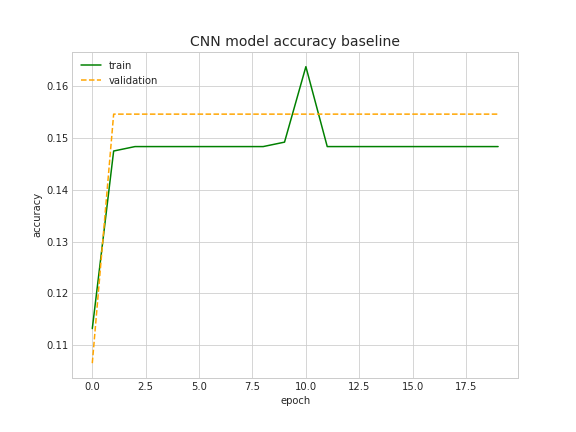 CNN model accuracy baseline
train
validation
0.16
0.15
0.14
0.13
0.12
0.11
accuracy
0.0 2.5 5.0 7.5 10.0 12.5 15.0 17.5
epoch